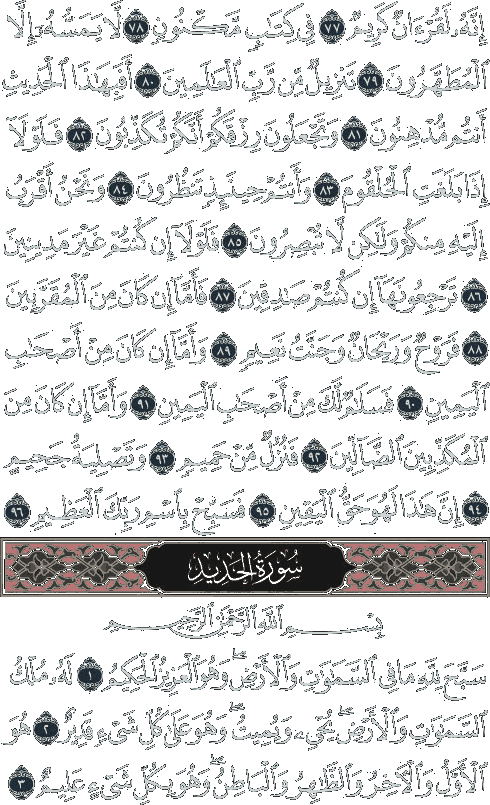 إِنَّهُۥ لَقُرْءَانٌ كَرِيمٌ ٧٧ فِى كِتَٰبٍ مَّكْنُونٍ ٧٨ لَّا يَمَسُّهُۥٓ إِلَّا
ٱلْمُطَهَّرُونَ ٧٩ تَنزِيلٌ مِّن رَّبِّ ٱلْعَٰلَمِينَ ٨٠ أَفَبِهَٰذَا ٱلْحَدِيثِ
أَنتُم مُّدْهِنُونَ ٨١ وَتَجْعَلُونَ رِزْقَكُمْ أَنَّكُمْ تُكَذِّبُونَ ٨٢ فَلَوْلَآ
إِذَا بَلَغَتِ ٱلْحُلْقُومَ ٨٣ وَأَنتُمْ حِينَئِذٍ تَنظُرُونَ ٨٤ وَنَحْنُ أَقْرَبُ
إِلَيْهِ مِنكُمْ وَلَٰكِن لَّا تُبْصِرُونَ ٨٥ فَلَوْلَآ إِن كُنتُمْ غَيْرَ مَدِينِينَ
٨٦ تَرْجِعُونَهَآ إِن كُنتُمْ صَٰدِقِينَ ٨٧ فَأَمَّآ إِن كَانَ مِنَ ٱلْمُقَرَّبِينَ
٨٨ فَرَوْحٌ وَرَيْحَانٌ وَجَنَّتُ نَعِيمٍ ٨٩ وَأَمَّآ إِن كَانَ مِنْ أَصْحَٰبِ
ٱلْيَمِينِ ٩٠ فَسَلَٰمٌ لَّكَ مِنْ أَصْحَٰبِ ٱلْيَمِينِ ٩١ وَأَمَّآ إِن كَانَ مِنَ
ٱلْمُكَذِّبِينَ ٱلضَّآلِّينَ ٩٢ فَنُزُلٌ مِّنْ حَمِيمٍ ٩٣ وَتَصْلِيَةُ جَحِيمٍ
٩٤ إِنَّ هَٰذَا لَهُوَ حَقُّ ٱلْيَقِينِ ٩٥ فَسَبِّحْ بِٱسْمِ رَبِّكَ ٱلْعَظِيمِ ٩٦
سُورَةُ الحَدِيدِ
بِسْمِ ٱللَّهِ ٱلرَّحْمَٰنِ ٱلرَّحِيمِ
سَبَّحَ لِلَّهِ مَا فِى ٱلسَّمَٰوَٰتِ وَٱلْأَرْضِ ۖ وَهُوَ ٱلْعَزِيزُ ٱلْحَكِيمُ ١ لَهُۥ مُلْكُ
ٱلسَّمَٰوَٰتِ وَٱلْأَرْضِ ۖ يُحْىِۦ وَيُمِيتُ ۖ وَهُوَ عَلَىٰ كُلِّ شَىْءٍ قَدِيرٌ ٢ هُوَ
ٱلْأَوَّلُ وَٱلْءَاخِرُ وَٱلظَّٰهِرُ وَٱلْبَاطِنُ ۖ وَهُوَ بِكُلِّ شَىْءٍ عَلِيمٌ ٣